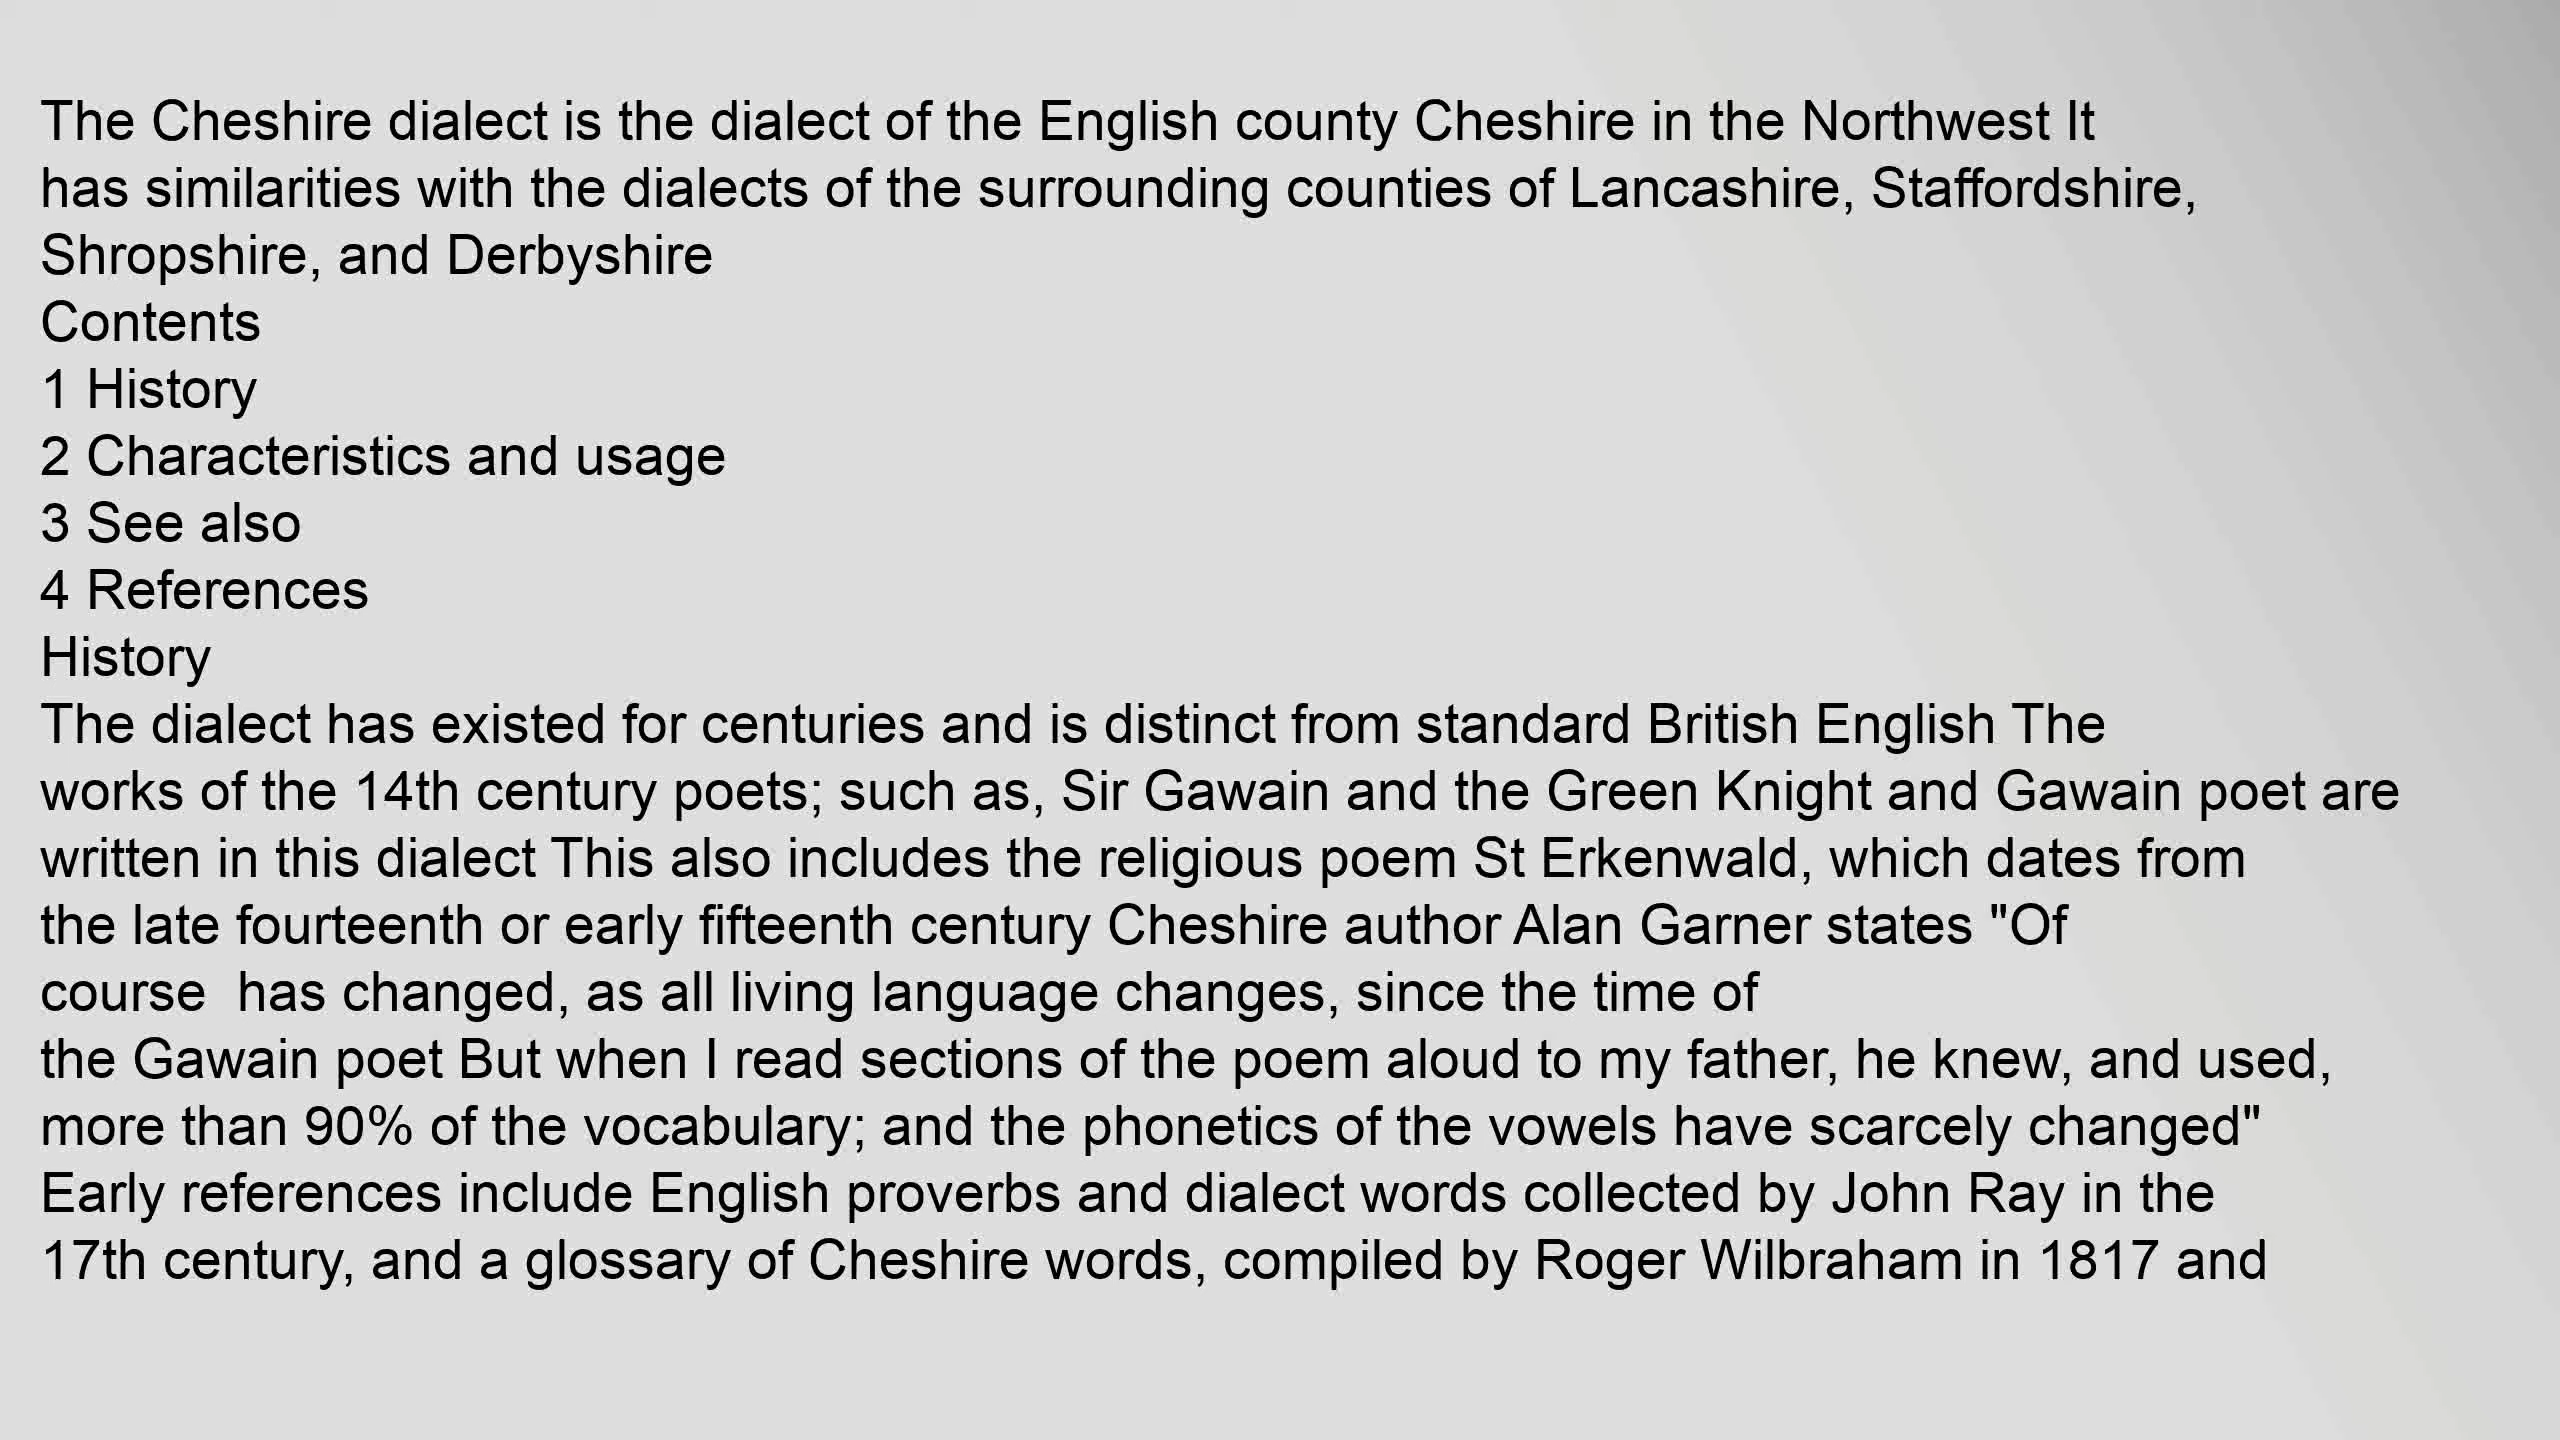 The Cheshire dialect is the dialect of the English county Cheshire in the Northwest It
has similarities with the dialects of the surrounding counties of Lancashire, Staffordshire,
Shropshire, and Derbyshire
Contents
1 History
2 Characteristics and usage
3 See also
4 References
History
The dialect has existed for centuries and is distinct from standard British English The
works of the 14th century poets; such as, Sir Gawain and the Green Knight and Gawain poet are
written in this dialect This also includes the religious poem St Erkenwald, which dates from
the late fourteenth or early fifteenth century Cheshire author Alan Garner states "Of
course  has changed, as all living language changes, since the time of
the Gawain poet But when I read sections of the poem aloud to my father, he knew, and used,
more than 90% of the vocabulary; and the phonetics of the vowels have scarcely changed"
Early references include English proverbs and dialect words collected by John Ray in the
17th century, and a glossary of Cheshire words, compiled by Roger Wilbraham in 1817 and